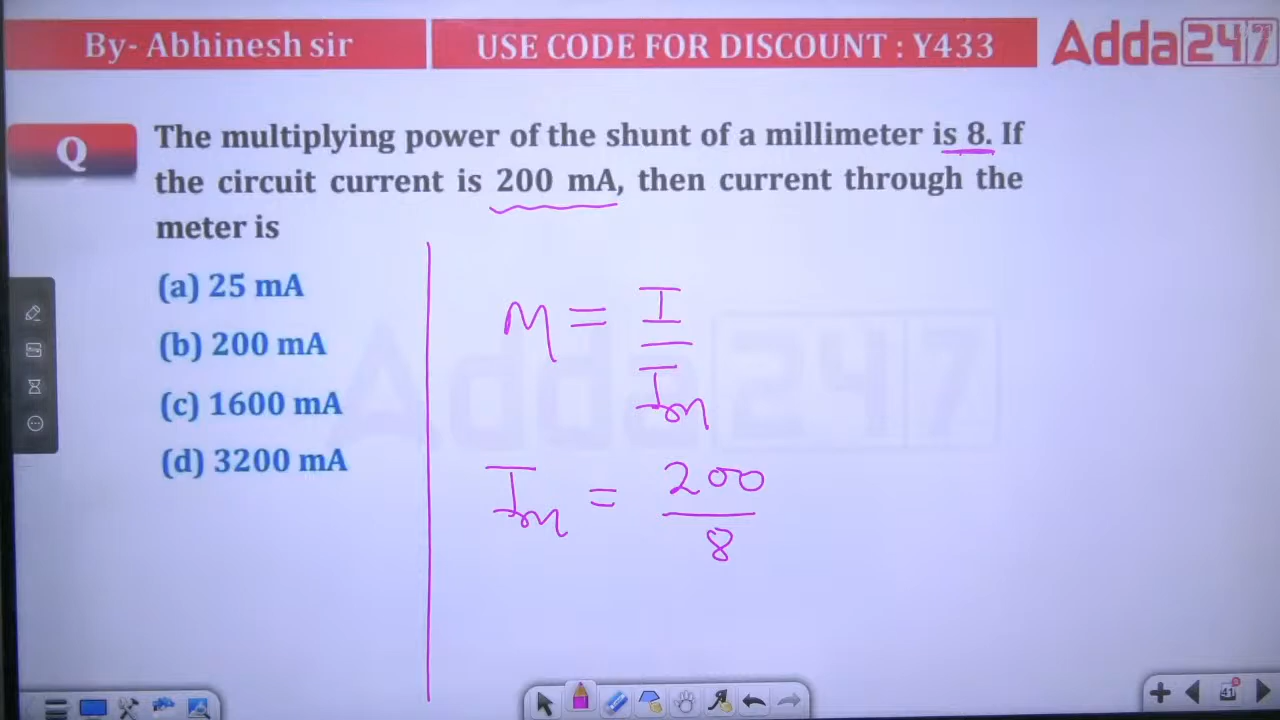 By- Abhinesh sir
USE CODE FOR DISCOUNT : Y433
Adda247
Q
The multiplying power of the shunt of a millimeter is 8. If
the circuit current is 200 mA, then current through the
meter is
(a) 25 mA
(b) 200 mA
(c) 1600 mA
(d) 3200 mA
Adda247
M = I
Im
Im = 200
8
41